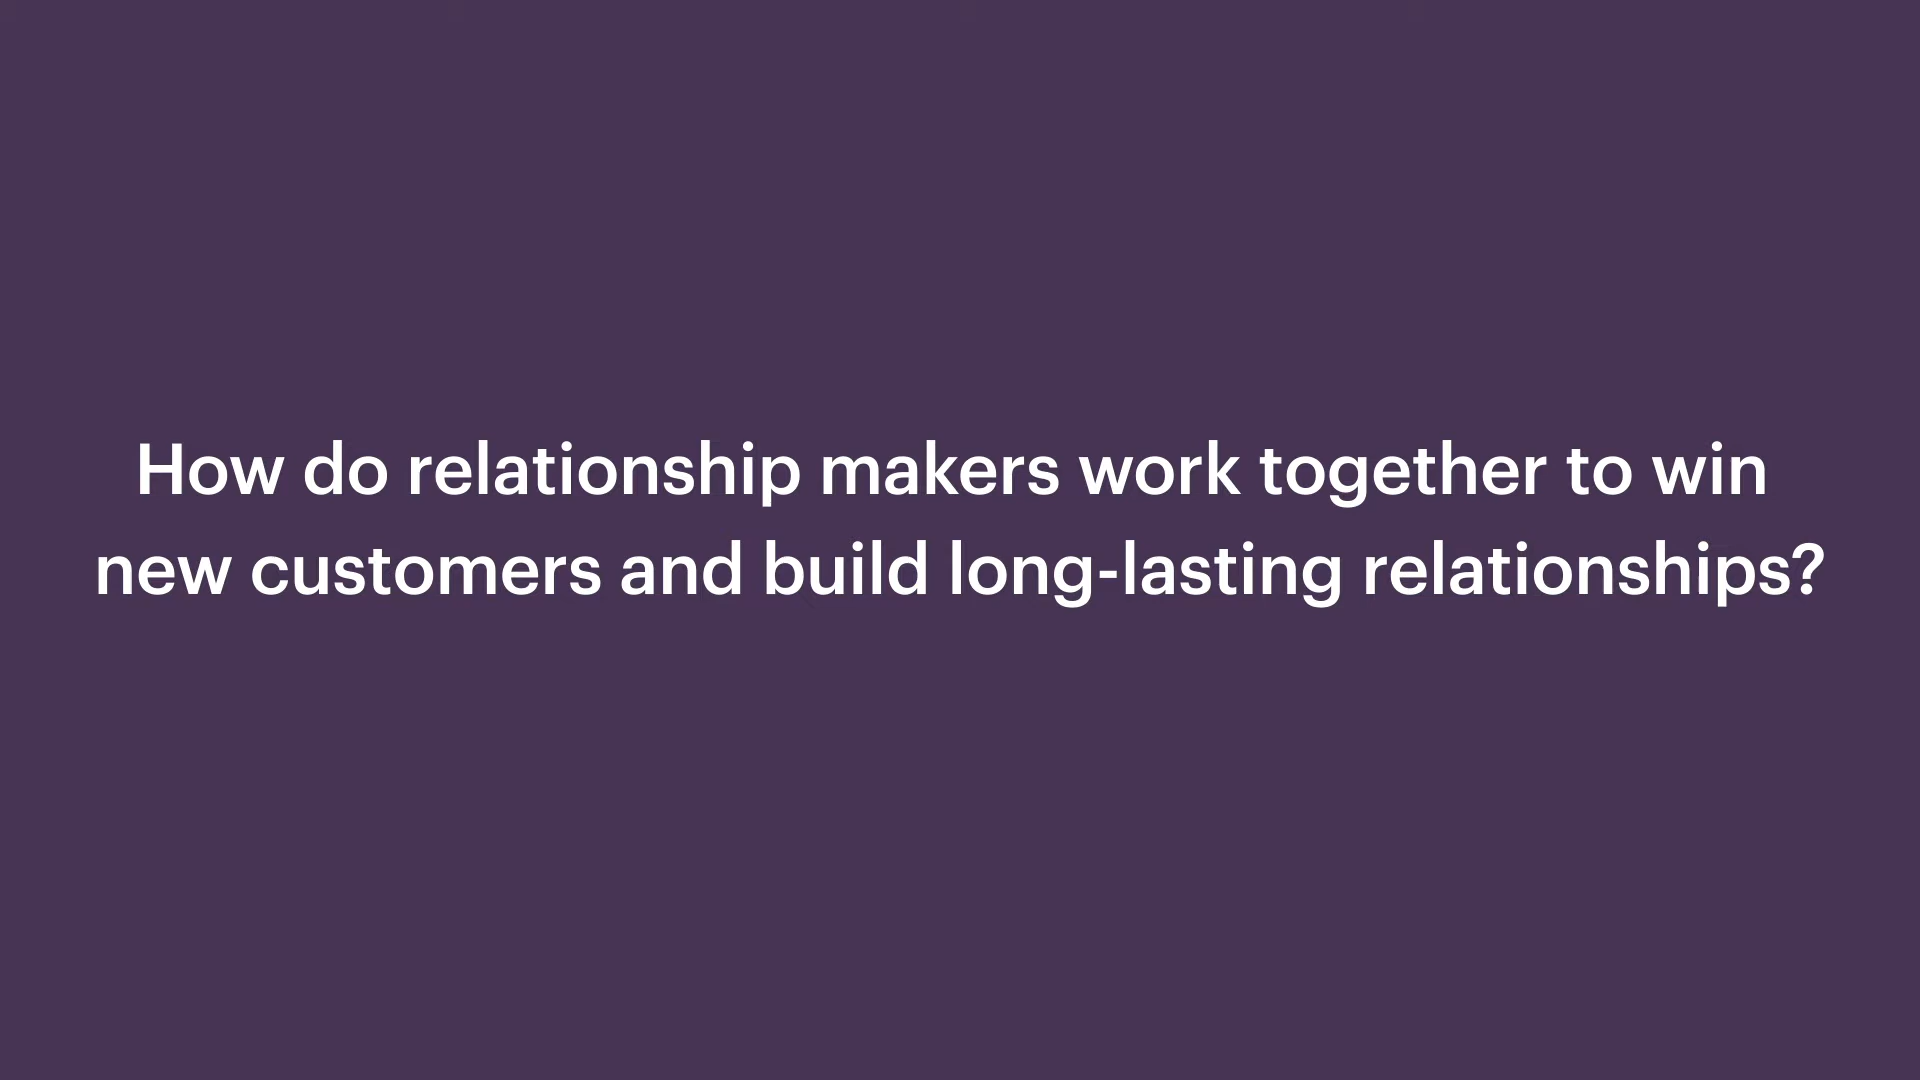 How do relationship makers work together to win
new customers and build long-lasting relationships?